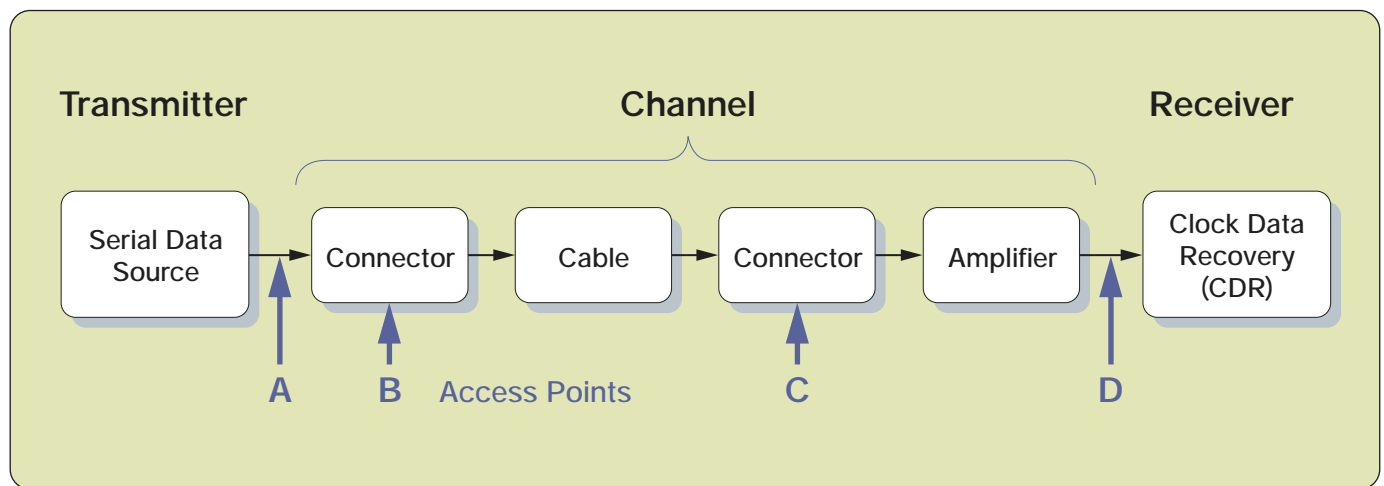 Transmitter
Channel
Receiver
Serial Data
Source
Connector
Cable
Connector
Amplifier
Clock Data
Recovery
(CDR)
A
B
Access Points
C
D